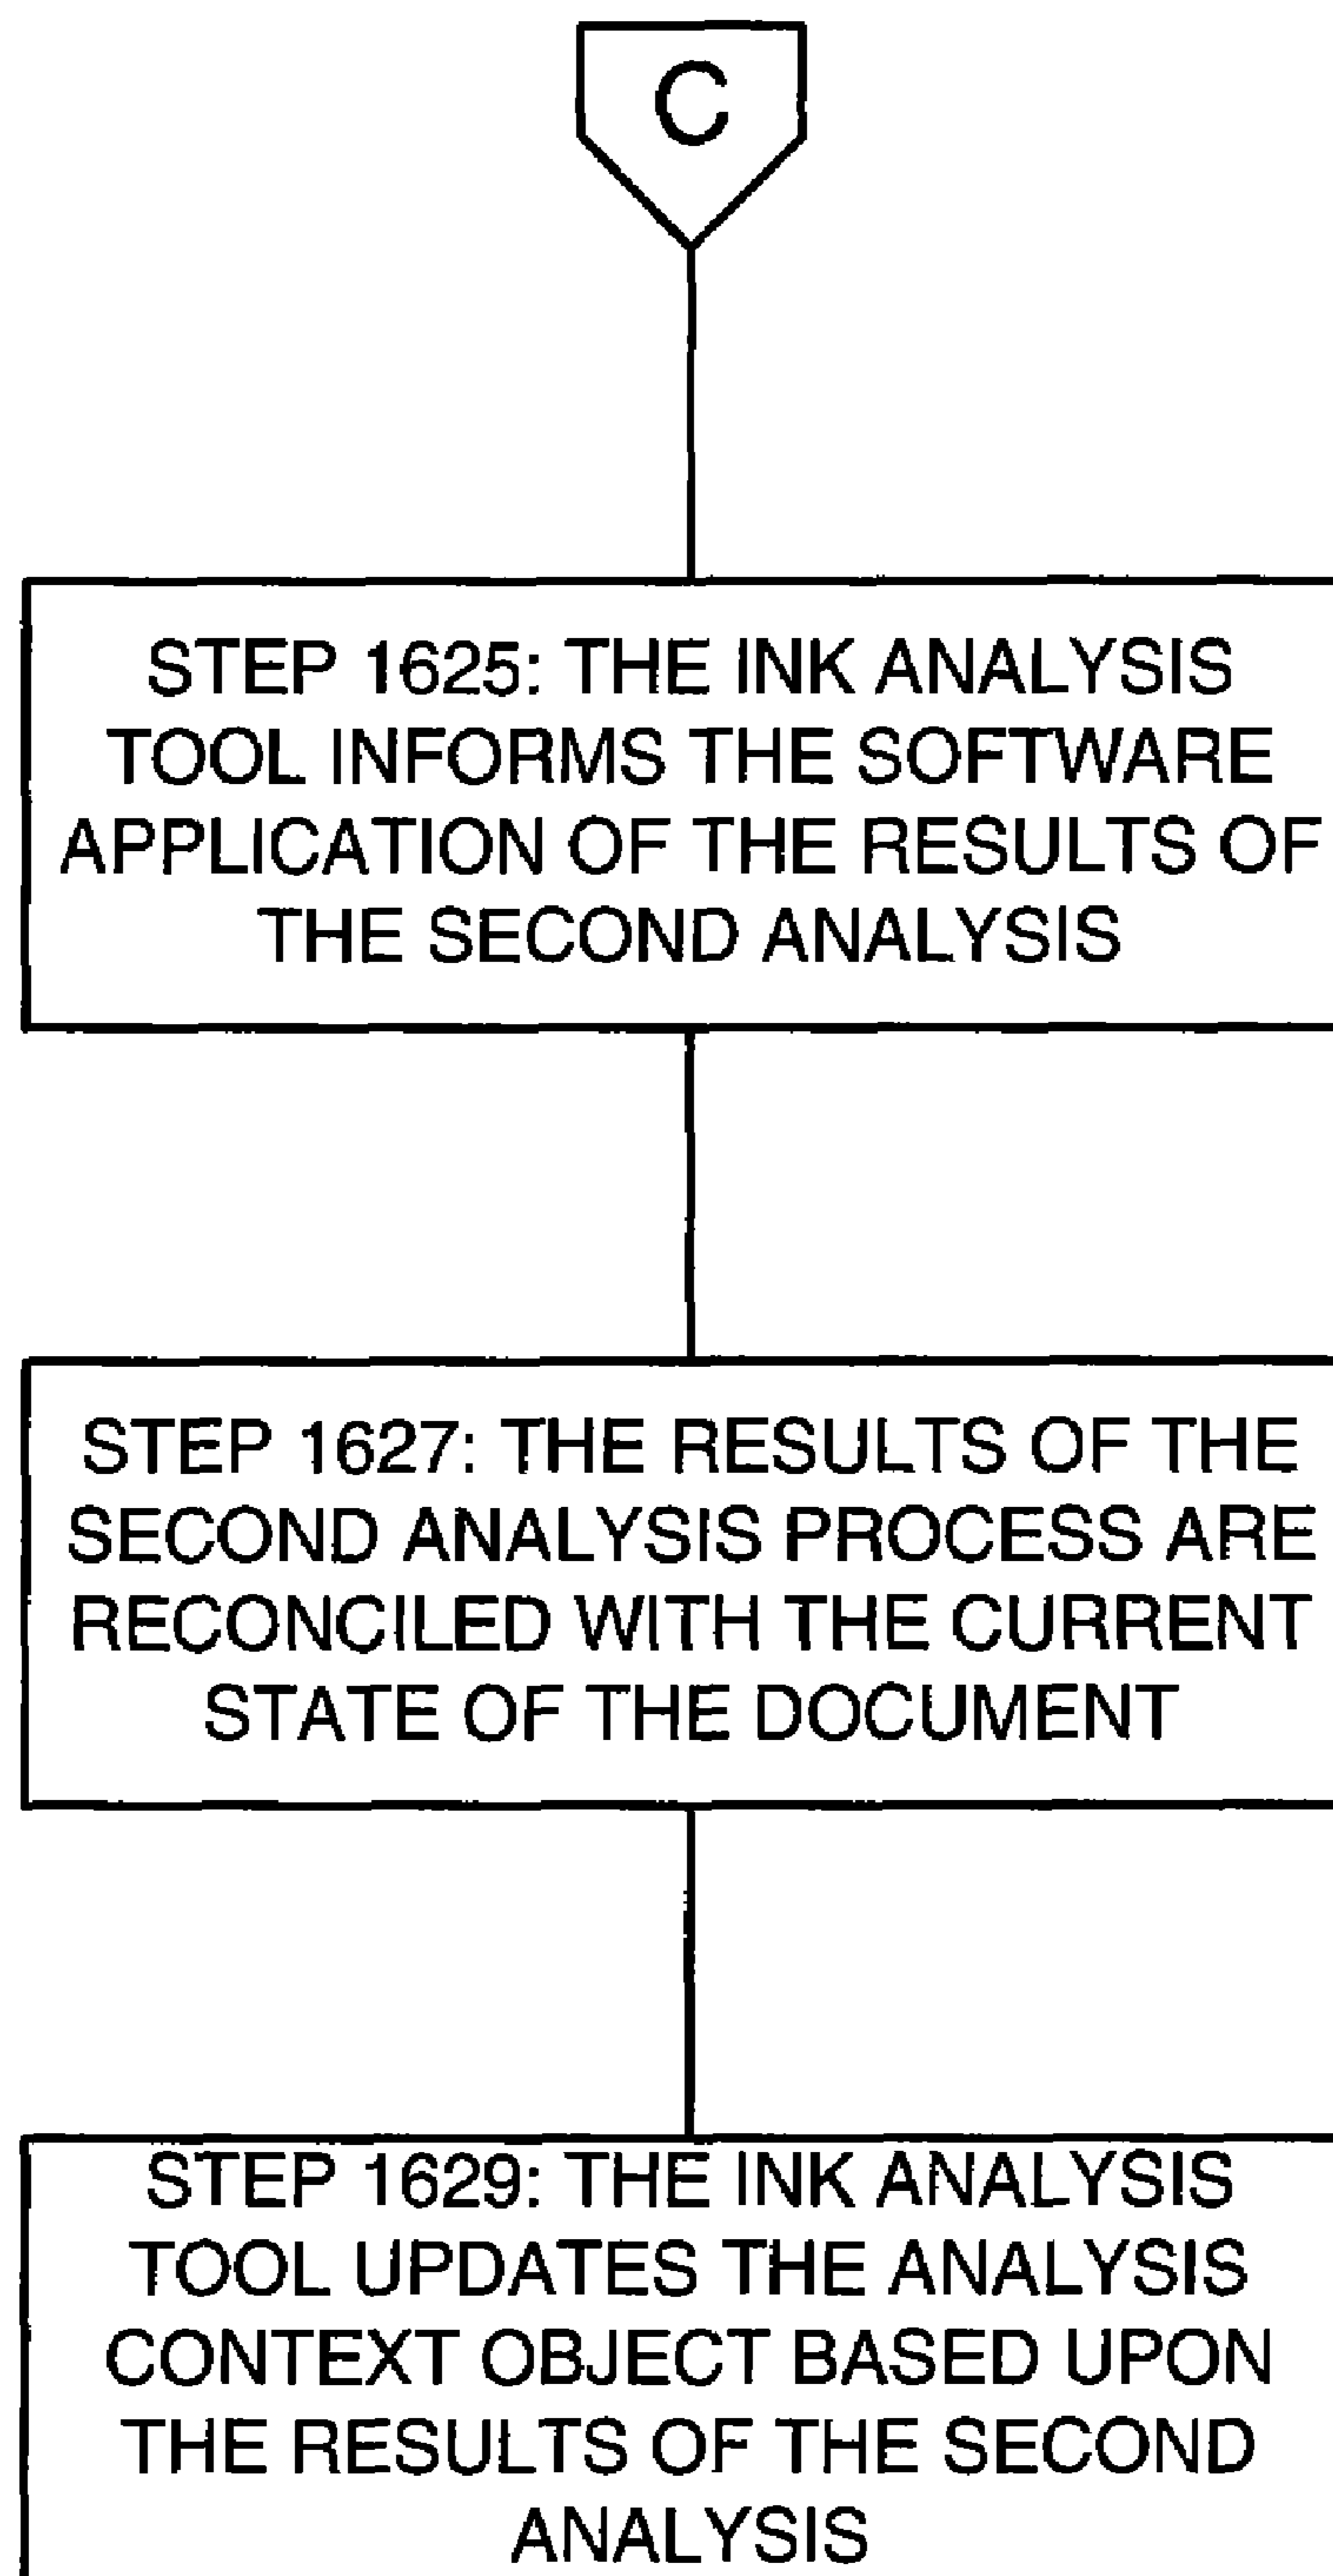 C
STEP 1625: THE INK ANALYSIS
TOOL INFORMS THE SOFTWARE
APPLICATION OF THE RESULTS OF
THE SECOND ANALYSIS
STEP 1627: THE RESULTS OF THE
SECOND ANALYSIS PROCESS ARE
RECONCILED WITH THE CURRENT
STATE OF THE DOCUMENT
STEP 1629: THE INK ANALYSIS
TOOL UPDATES THE ANALYSIS
CONTEXT OBJECT BASED UPON
THE RESULTS OF THE SECOND
ANALYSIS